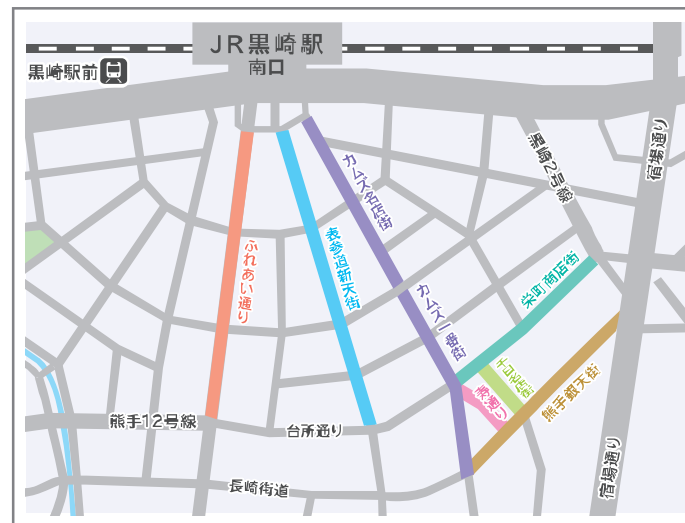 JR黒崎駅
南口
黒崎駅前
宿場通り
黒崎2号線
カムズ名店街
ふれあい通り
表参道新天街
栄町商店街
カムズ一番街
寿通り
熊手銀天街
熊手12号線
台所通り
長崎街道
宿場通り